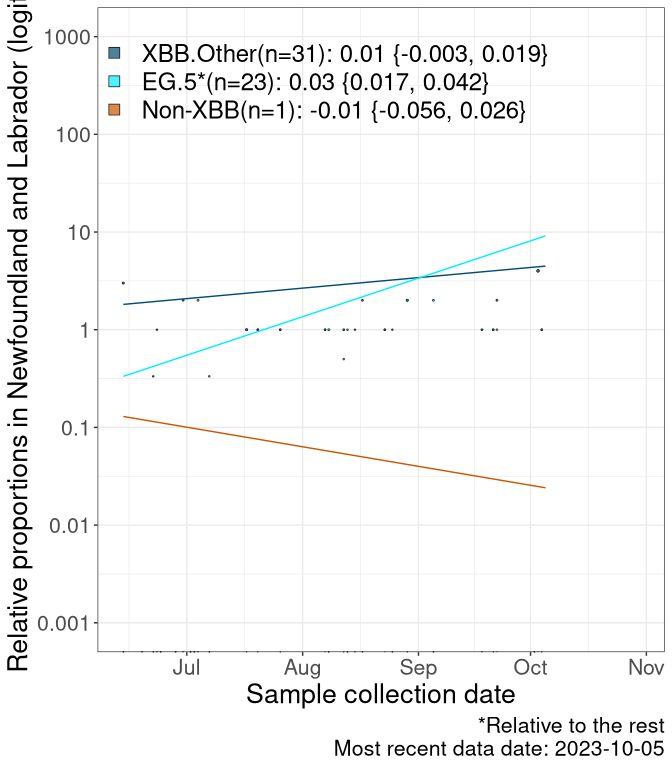 Relative proportions in Newfoundland and Labrador (logit
1000
100
10
1
0.1
0.01
0.001
XBB.Other(n=31): 0.01 {-0.003, 0.019}
EG.5*(n=23): 0.03 {0.017, 0.042}
Non-XBB(n=1): -0.01 {-0.056, 0.026}
Jul Aug Sep Oct Nov
Sample collection date
*Relative to the rest
Most recent data date: 2023-10-05